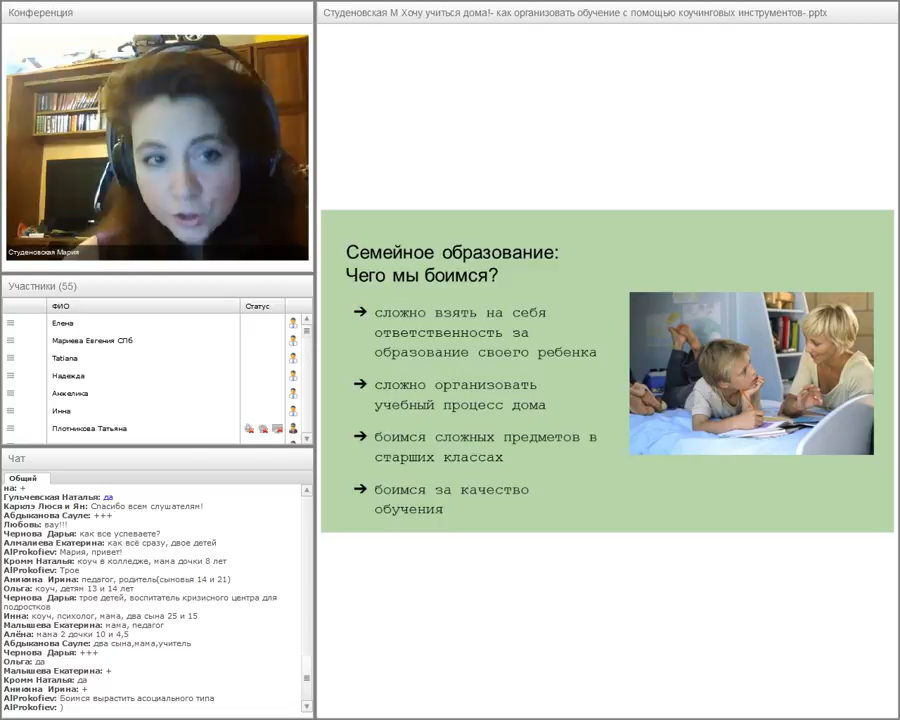 Конференция
Студеновская Мария
Участники (55)
ФИО
Статус
Елена
Мариева Евгения СПб
Tatiana
Надежда
Анжелика
Инна
Плотникова Татьяна
Чат
Общий
на: +
Гульчевская Наталья: да
Карклз Люся и Ян: Спасибо всем слушателям!
Абдыканова Сауле: +++
Любовь: вау!!!
Чернова Дарья: как все успеваете?
Алмалиева Екатерина: как всё сразу, двое детей
AlProkofiev: Мария, привет!
Кромм Наталья: коуч в колледже, мама дочки 8 лет
AlProkofiev: Трое
Аникина Ирина: педагог, родитель(сыновья 14 и 21)
Ольга: коуч, детям 13 и 14 лет
Чернова Дарья: трое детей, воспитатель кризисного центра для
подростков
Инна: коуч, психолог, мама, два сына 25 и 15
Малышева Екатерина: мама, педагог
Алёна: мама 2 дочки 10 и 4,5
Абдыканова Сауле: два сына,мама,учитель
Чернова Дарья: +++
Ольга: да
Малышева Екатерина: +
Кромм Наталья: да
Аникина Ирина: +
AlProkofiev: Боимся вырастить асоциального типа
AlProkofiev: )
Студеновская М Хочу учиться дома!- как организовать обучение с помощью коучинговых инструментов-.pptx
Семейное образование:
Чего мы боимся?
➔ сложно взять на себя
ответственность за
образование своего ребенка
➔ сложно организовать
учебный процесс дома
➔ боимся сложных предметов в
старших классах
➔ боимся за качество
обучения